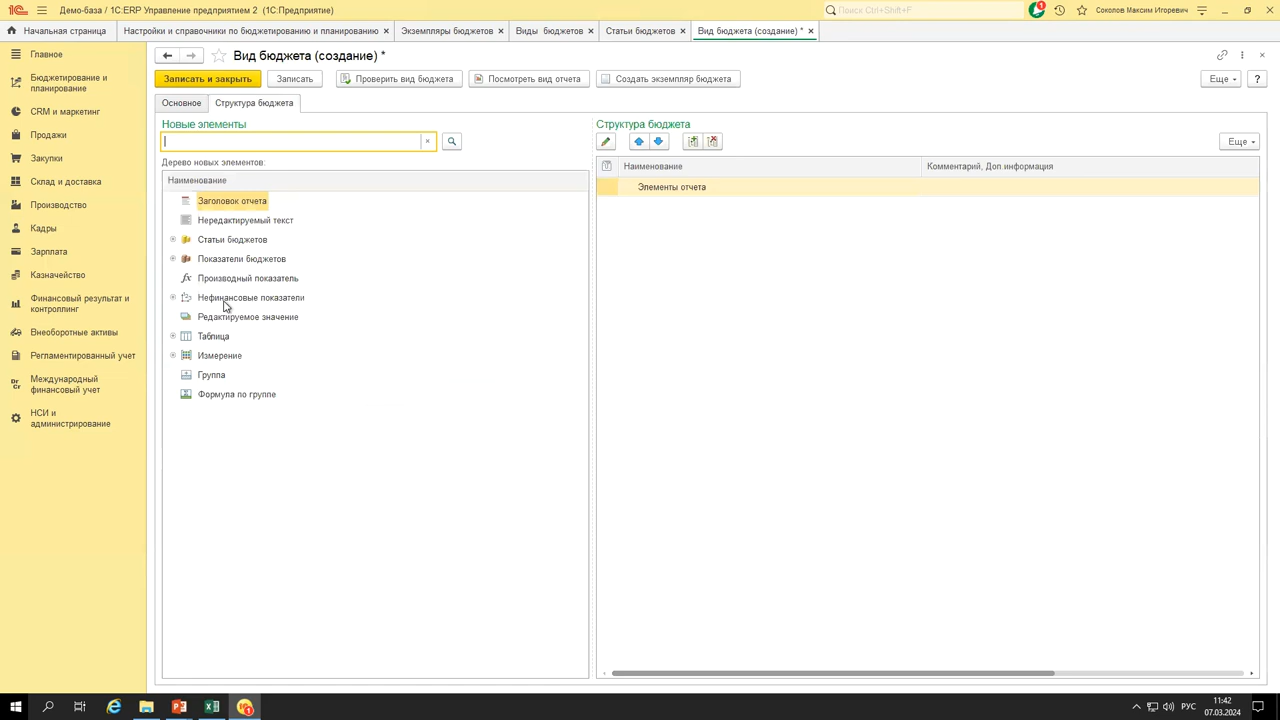 Демо-база / 1С:ERP Управление предприятием 2 (1С:Предприятие)
Поиск Ctrl+Shift+F
1
Соколов Максим Игоревич
Начальная страница
Настройки и справочники по бюджетированию и планированию ×
Экземпляры бюджетов ×
Виды бюджетов ×
Статьи бюджетов ×
Вид бюджета (создание) * ×
Главное
Бюджетирование и
планирование
CRM и маркетинг
Продажи
Закупки
Склад и доставка
Производство
Кадры
Зарплата
Казначейство
Финансовый результат и
контроллинг
Внеоборотные активы
Регламентированный учет
Международный
финансовый учет
НСИ и
администрирование
Вид бюджета (создание) *
Записать и закрыть
Записать
Проверить вид бюджета
Посмотреть вид отчета
Создать экземпляр бюджета
Еще
?
Основное
Структура бюджета
Новые элементы
Дерево новых элементов:
Наименование
Заголовок отчета
Нередактируемый текст
Статьи бюджетов
Показатели бюджетов
Производный показатель
Нефинансовые показатели
Редактируемое значение
Таблица
Измерение
Группа
Формула по группе
Структура бюджета
Еще
Наименование
Комментарий, Доп информация
Элементы отчета
РУС
11:42
07.03.2024